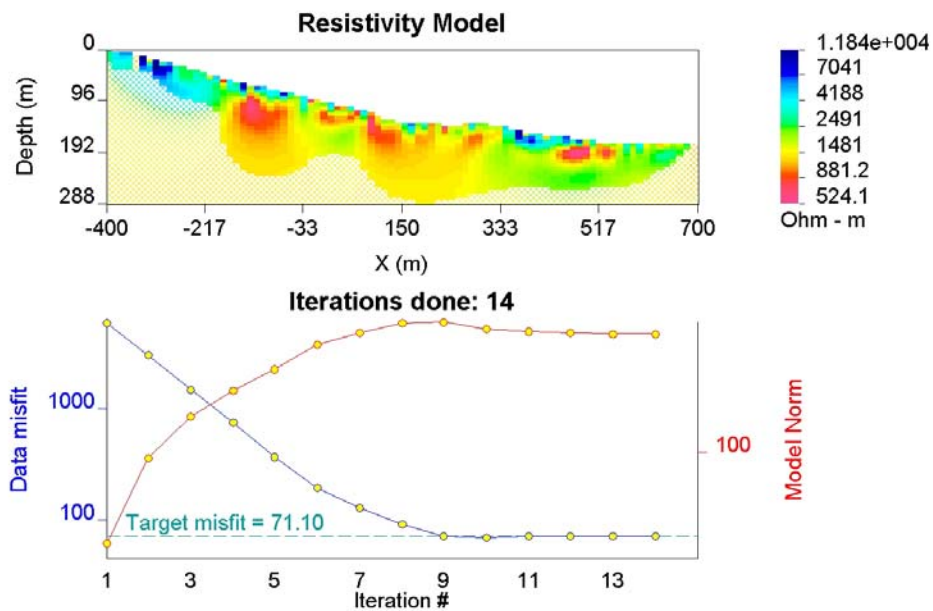 Resistivity Model
Depth (m)
0
96
192
288
-400 -217 -33 150 333 517 700
X (m)
1.184e+004
7041
4188
2491
1481
881.2
524.1
Ohm - m
Iterations done: 14
Data misfit
1000
100
Target misfit = 71.10
100
Model Norm
1 3 5 7 9 11 13
Iteration #